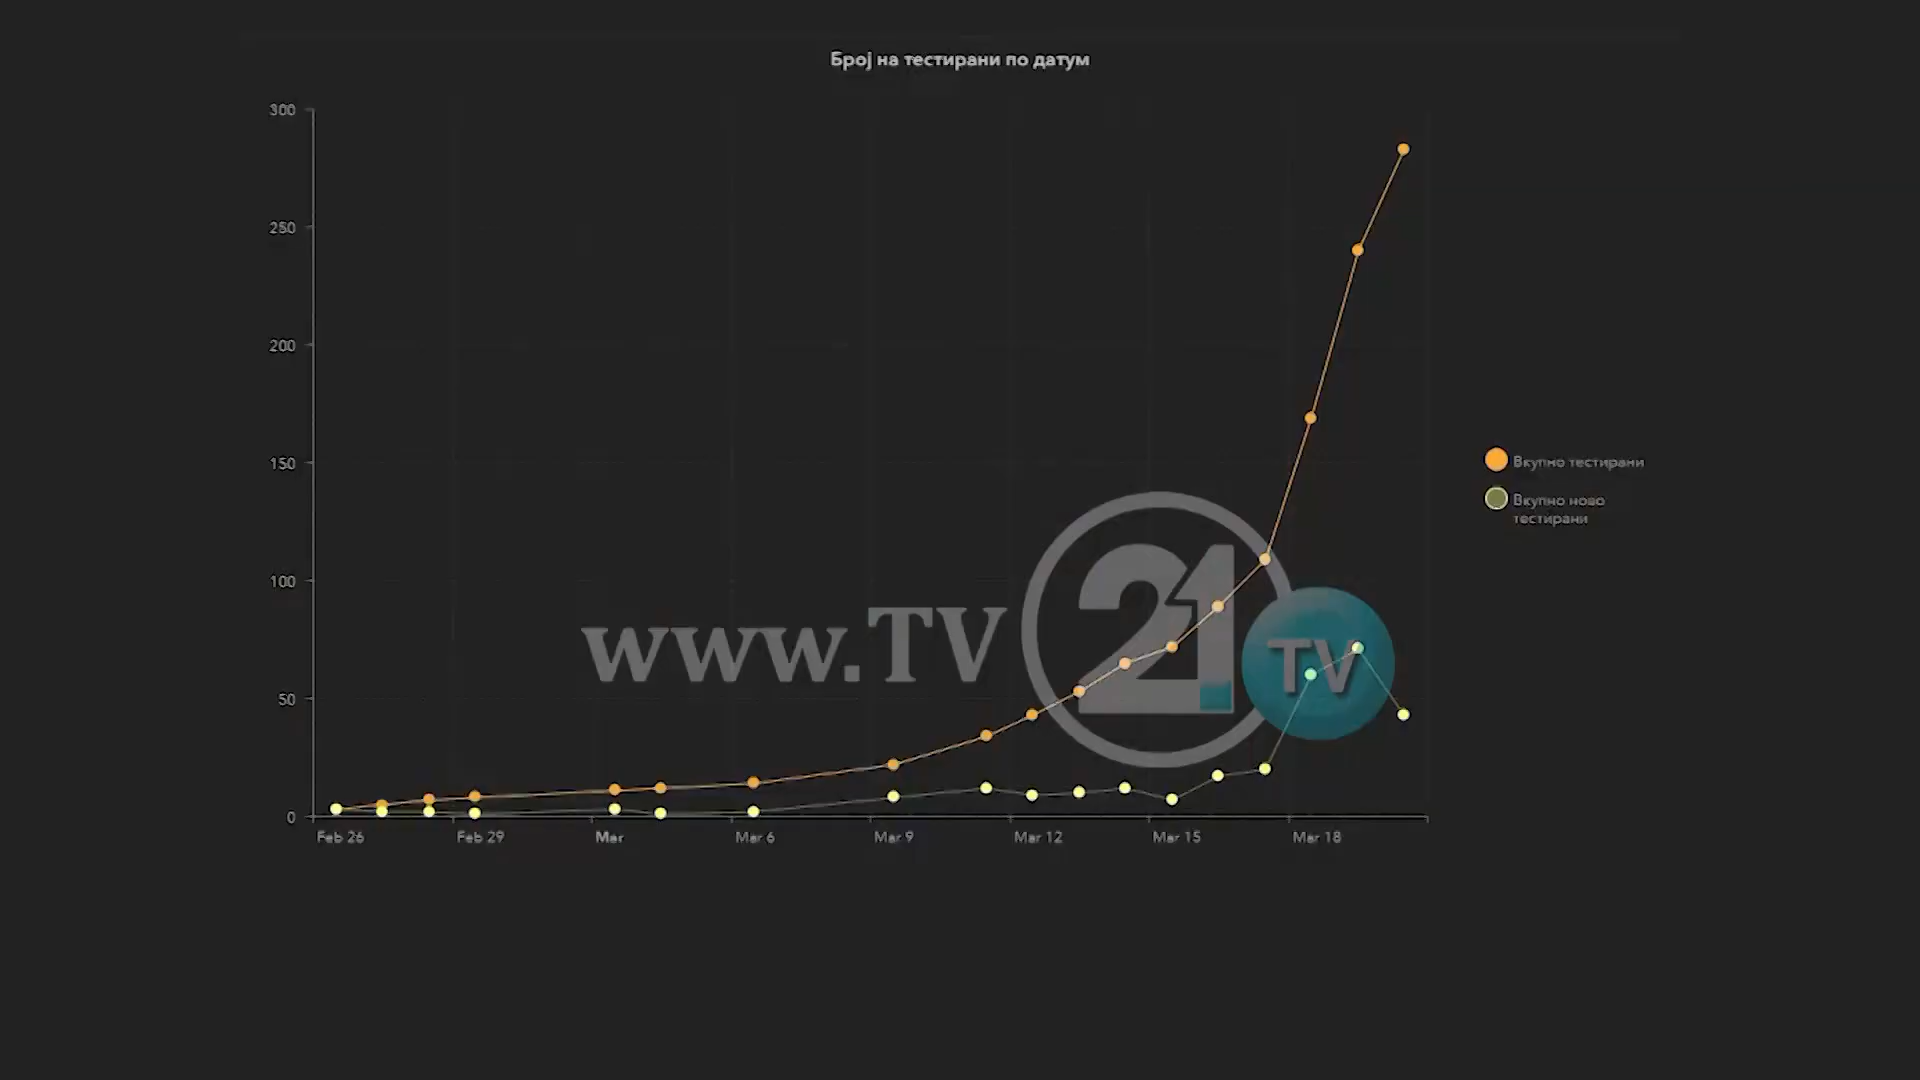 Број на тестирани по датум
300
250
200
150
100
50
0
Feb 26
Feb 29
Mar
Mar 6
Mar 9
Mar 12
Mar 15
Mar 18
Вкупно тестирани
Вкупно ново
тестирани
www.TV 21
TV